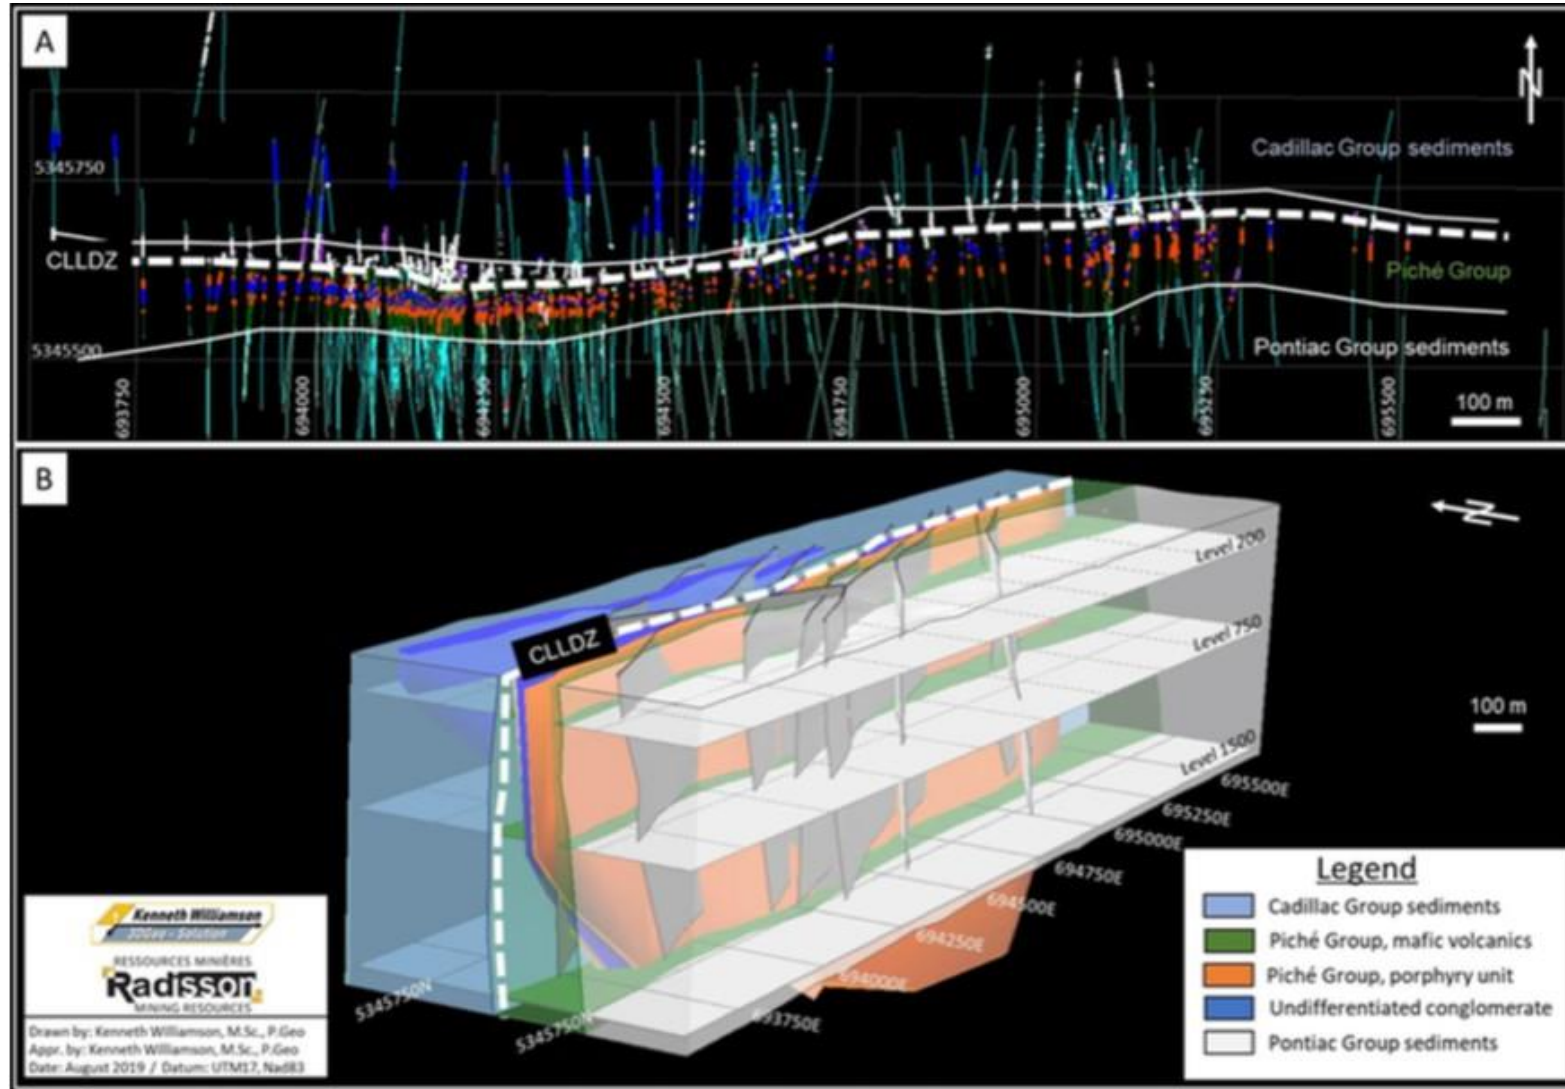 A
N
Cadillac Group sediments
5345750
CLLDZ
Piché Group
Pontiac Group sediments
5345500
693750
694000
694250
694500
694750
695000
695250
695500
100 m
B
N
Level 200
CLLDZ
Level 750
100 m
Level 1500
695500E
695250E
695000E
694750E
694500E
694250E
694000E
693750E
5345750N
5345750N
Legend
Cadillac Group sediments
Piché Group, mafic volcanics
Piché Group, porphyry unit
Undifferentiated conglomerate
Pontiac Group sediments
Kenneth Williamson
3DGeo - Solution
RESSOURCES MINIÈRES
Radisson
MINING RESOURCES
Drawn by: Kenneth Williamson, M.Sc., P.Geo
Appr. by: Kenneth Williamson, M.Sc., P.Geo
Date: August 2019 / Datum: UTM17, Nad83